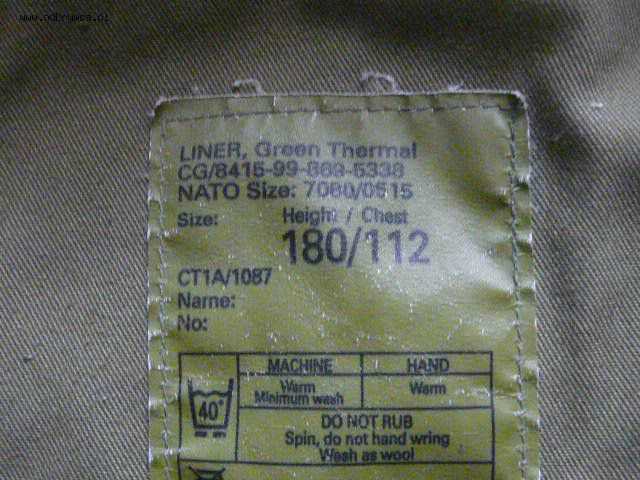 www.odkrywca.pl
LINER, Green Thermal
CG/8415-99-869-5338
NATO Size: 7080/0515
Size: Height / Chest
180/112
CT1A/1087
Name:
No:
MACHINE HAND
40° Warm Minimum wash Warm
DO NOT RUB
Spin, do not hand wring
Wash as wool